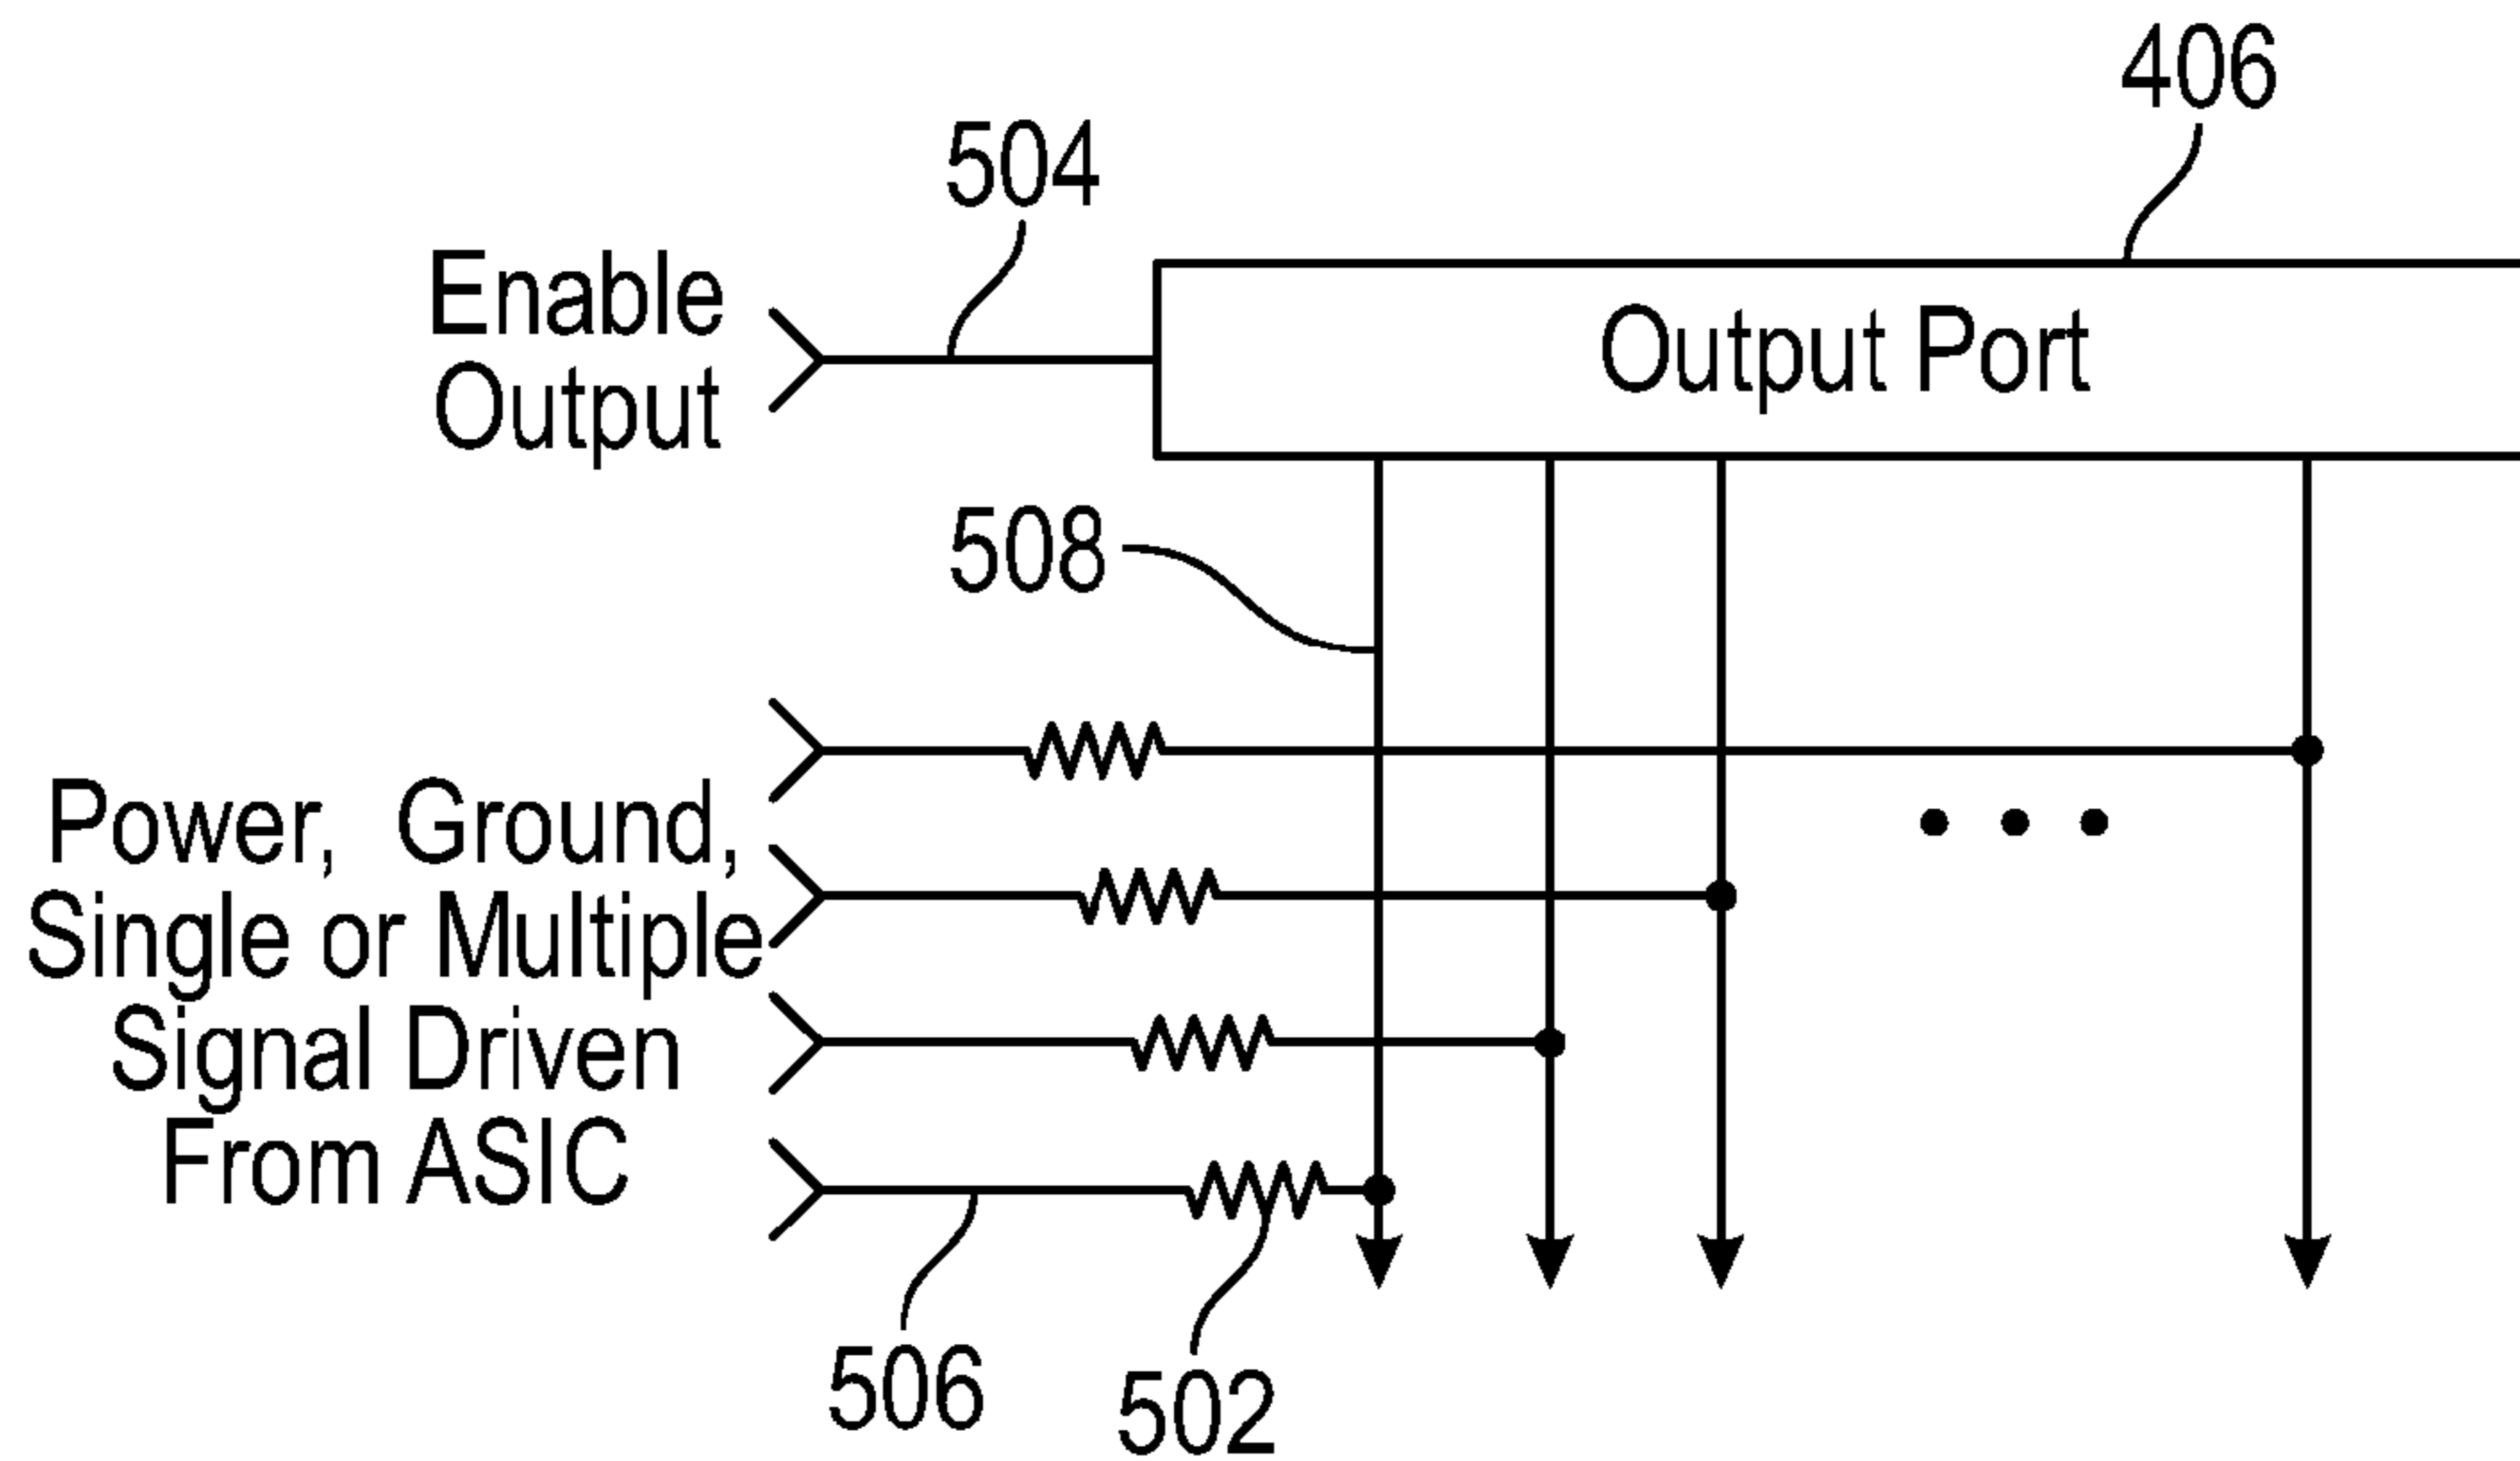 406
504
Enable
Output
Output Port
508
Power, Ground,
Single or Multiple
Signal Driven
From ASIC
506
502